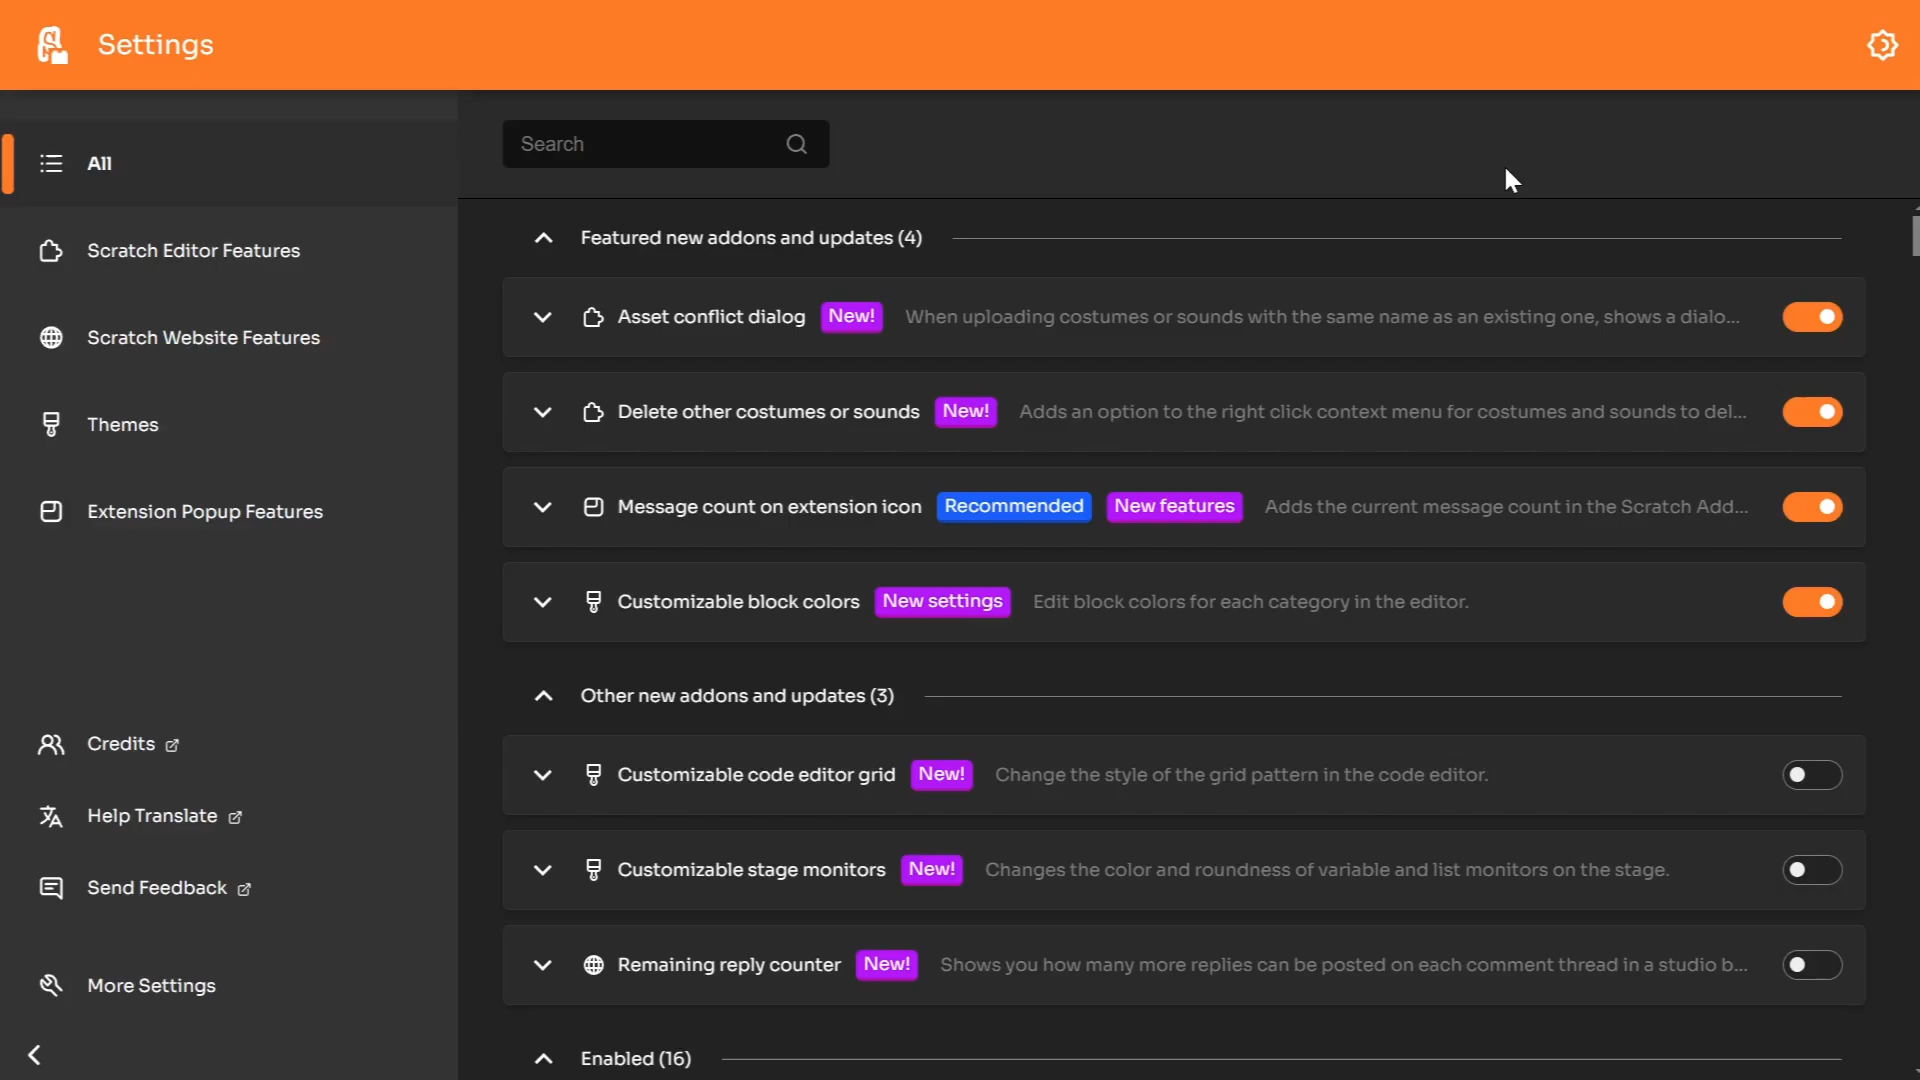 Settings
Search
All
Scratch Editor Features
Scratch Website Features
Themes
Extension Popup Features
Credits
Help Translate
Send Feedback
More Settings
Featured new addons and updates (4)
Asset conflict dialog New! When uploading costumes or sounds with the same name as an existing one, shows a dialo...
Delete other costumes or sounds New! Adds an option to the right click context menu for costumes and sounds to del...
Message count on extension icon Recommended New features Adds the current message count in the Scratch Add...
Customizable block colors New settings Edit block colors for each category in the editor.
Other new addons and updates (3)
Customizable code editor grid New! Change the style of the grid pattern in the code editor.
Customizable stage monitors New! Changes the color and roundness of variable and list monitors on the stage.
Remaining reply counter New! Shows you how many more replies can be posted on each comment thread in a studio b...
Enabled (16)